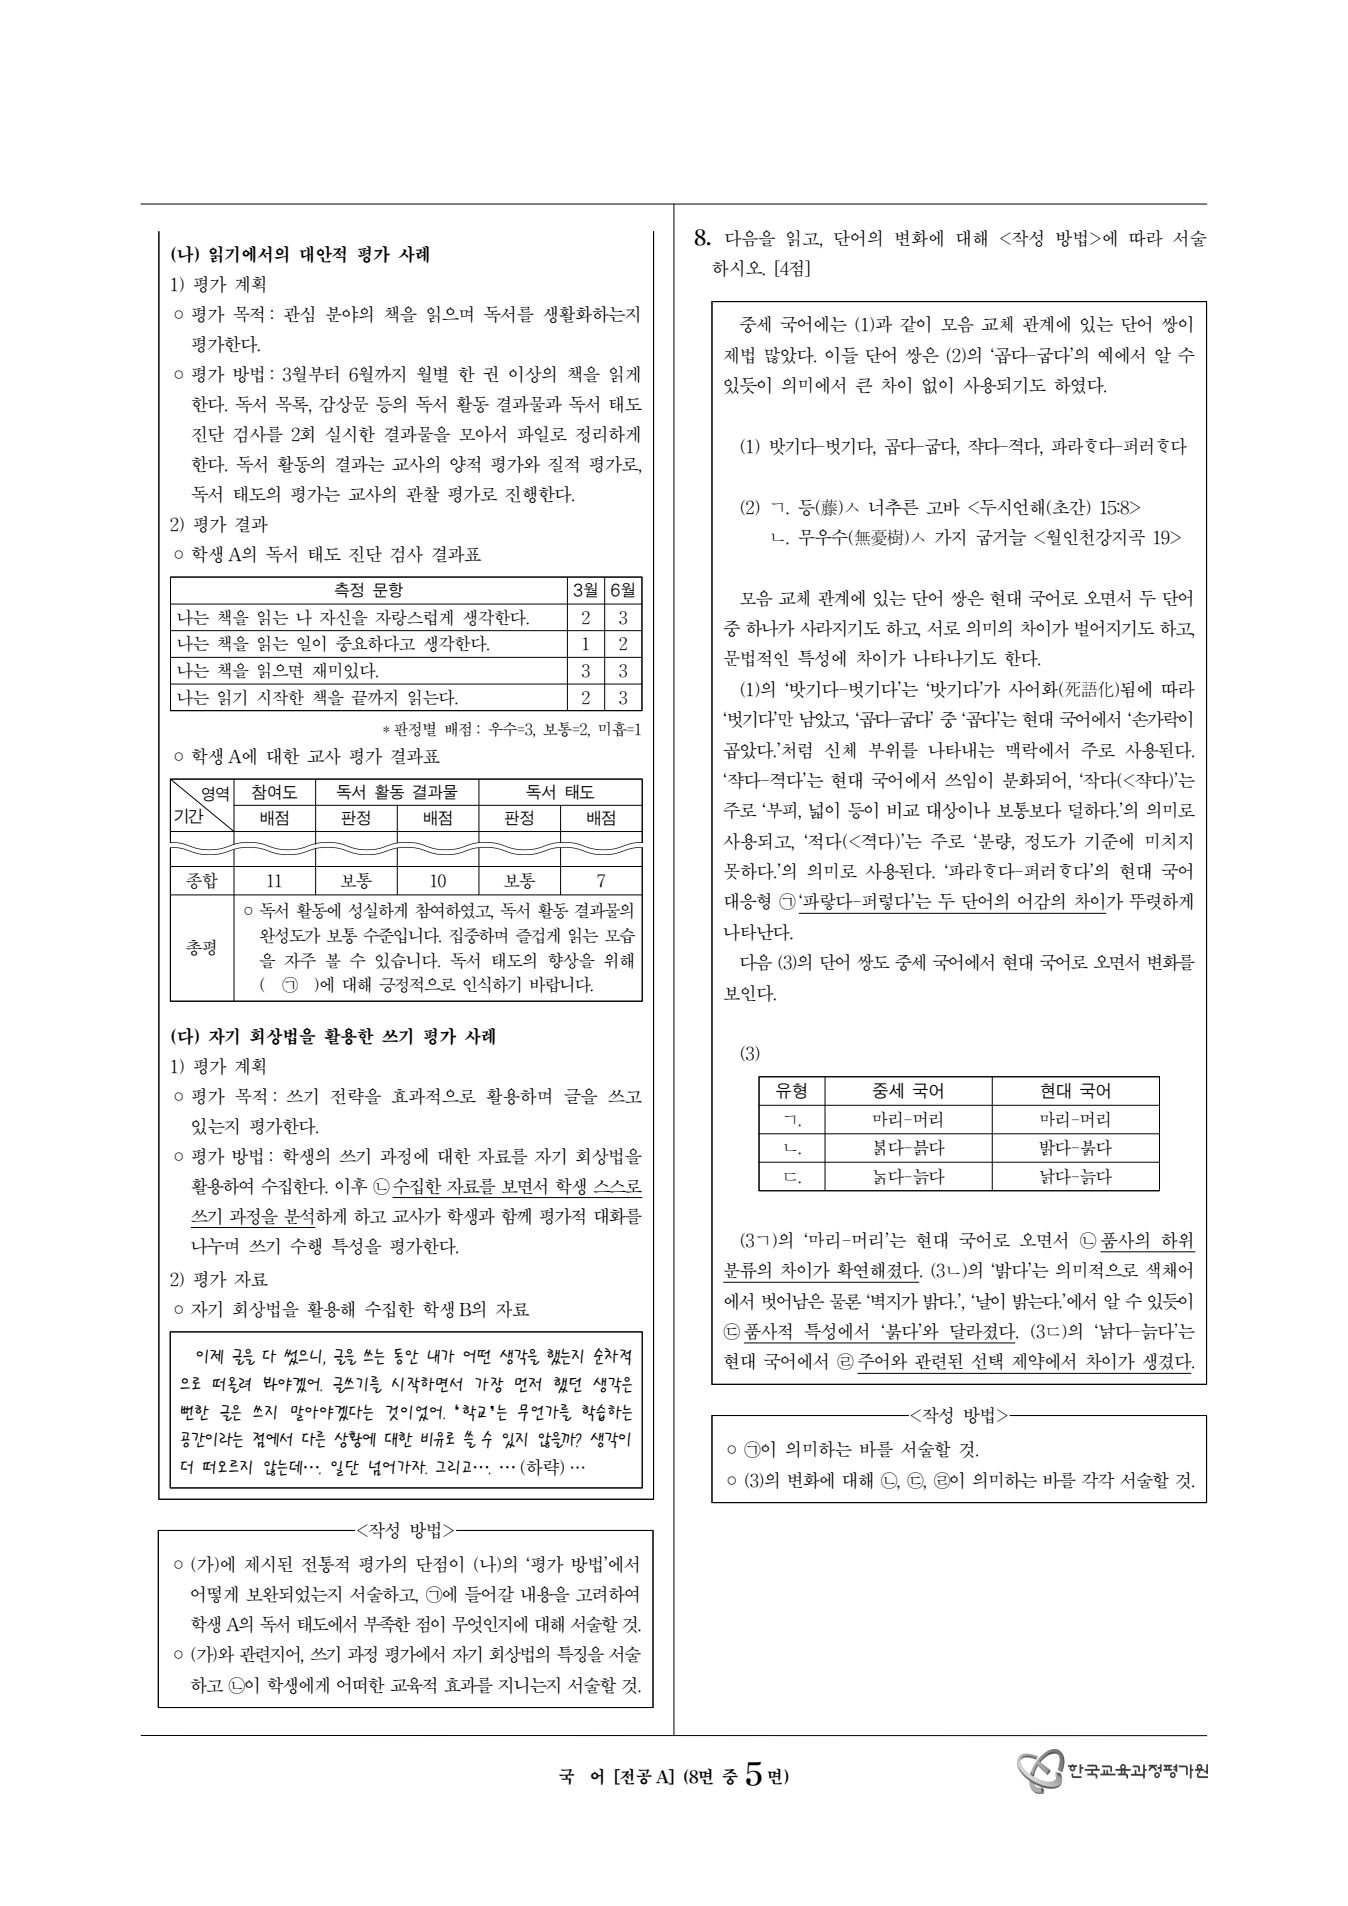 (나) 읽기에서의 대안적 평가 사례
1) 평가 계획
○ 평가 목적 : 관심 분야의 책을 읽으며 독서를 생활화하는지
평가한다.
○ 평가 방법 : 3월부터 6월까지 월별 한 권 이상의 책을 읽게
한다. 독서 목록, 감상문 등의 독서 활동 결과물과 독서 태도
진단 검사를 2회 실시한 결과물을 모아서 파일로 정리하게
한다. 독서 활동의 결과는 교사의 양적 평가와 질적 평가로,
독서 태도의 평가는 교사의 관찰 평가로 진행한다.
2) 평가 결과
○ 학생 A의 독서 태도 진단 검사 결과표
측정 문항 3월 6월
나는 책을 읽는 나 자신을 자랑스럽게 생각한다. 2 3
나는 책을 읽는 일이 중요하다고 생각한다. 1 2
나는 책을 읽으면 재미있다. 3 3
나는 읽기 시작한 책을 끝까지 읽는다. 2 3
* 판정별 배점 : 우수=3, 보통=2, 미흡=1
○ 학생 A에 대한 교사 평가 결과표
영역 참여도 독서 활동 결과물 독서 태도
기간 배점 판정 배점 판정 배점
종합 11 보통 10 보통 7
○ 독서 활동에 성실하게 참여하였고, 독서 활동 결과물의
완성도가 보통 수준입니다. 집중하며 즐겁게 읽는 모습
총평 을 자주 볼 수 있습니다. 독서 태도의 향상을 위해
( ㉠ )에 대해 긍정적으로 인식하기 바랍니다.
(다) 자기 회상법을 활용한 쓰기 평가 사례
1) 평가 계획
○ 평가 목적 : 쓰기 전략을 효과적으로 활용하며 글을 쓰고
있는지 평가한다.
○ 평가 방법 : 학생의 쓰기 과정에 대한 자료를 자기 회상법을
활용하여 수집한다. 이후 ㉡수집한 자료를 보면서 학생 스스로
쓰기 과정을 분석하게 하고 교사가 학생과 함께 평가적 대화를
나누며 쓰기 수행 특성을 평가한다.
2) 평가 자료
○ 자기 회상법을 활용해 수집한 학생 B의 자료
이제 글을 다 썼으니, 글을 쓰는 동안 내가 어떤 생각을 했는지 순차적
으로 떠올려 봐야겠어. 글쓰기를 시작하면서 가장 먼저 했던 생각은
뻔한 글은 쓰지 말아야겠다는 것이었어. ‘학교’는 무언가를 학습하는
공간이라는 점에서 다른 상황에 대한 비유로 쓸 수 있지 않을까? 생각이
더 떠오르지 않는데…. 일단 넘어가자. 그리고…. …(하략)…
<작성 방법>
○ (가)에 제시된 전통적 평가의 단점이 (나)의 ‘평가 방법’에서
어떻게 보완되었는지 서술하고, ㉠에 들어갈 내용을 고려하여
학생 A의 독서 태도에서 부족한 점이 무엇인지에 대해 서술할 것.
○ (가)와 관련지어, 쓰기 과정 평가에서 자기 회상법의 특징을 서술
하고 ㉡이 학생에게 어떠한 교육적 효과를 지니는지 서술할 것.
8. 다음을 읽고, 단어의 변화에 대해 <작성 방법>에 따라 서술
하시오. [4점]
중세 국어에는 (1)과 같이 모음 교체 관계에 있는 단어 쌍이
제법 많았다. 이들 단어 쌍은 (2)의 ‘곱다-굽다’의 예에서 알 수
있듯이 의미에서 큰 차이 없이 사용되기도 하였다.
(1) 밧기다-벗기다, 곱다-굽다, 쟉다-젹다, 파라ᄒᆞ다-퍼러ᄒᆞ다
(2) ㄱ. 등(藤)ㅅ 너추른 고바 <두시언해(초간) 15:8>
ㄴ. 무우수(無憂樹)ㅅ 가지 굽거늘 <월인천강지곡 19>
모음 교체 관계에 있는 단어 쌍은 현대 국어로 오면서 두 단어
중 하나가 사라지기도 하고, 서로 의미의 차이가 벌어지기도 하고,
문법적인 특성에 차이가 나타나기도 한다.
(1)의 ‘밧기다-벗기다’는 ‘밧기다’가 사어화(死語化)됨에 따라
‘벗기다’만 남았고, ‘곱다-굽다’ 중 ‘곱다’는 현대 국어에서 ‘손가락이
곱았다.’처럼 신체 부위를 나타내는 맥락에서 주로 사용된다.
‘쟉다-젹다’는 현대 국어에서 쓰임이 분화되어, ‘작다(<쟉다)’는
주로 ‘부피, 넓이 등이 비교 대상이나 보통보다 덜하다.’의 의미로
사용되고, ‘적다(<젹다)’는 주로 ‘분량, 정도가 기준에 미치지
못하다.’의 의미로 사용된다. ‘파라ᄒᆞ다-퍼러ᄒᆞ다’의 현대 국어
대응형 ㉠‘파랗다-퍼렇다’는 두 단어의 어감의 차이가 뚜렷하게
나타난다.
다음 (3)의 단어 쌍도 중세 국어에서 현대 국어로 오면서 변화를
보인다.
(3)
유형 중세 국어 현대 국어
ㄱ. 마리-머리 마리-머리
ㄴ. ᄇᆞᆰ다-븕다 밝다-붉다
ㄷ. ᄂᆞᆰ다-늙다 낡다-늙다
(3ㄱ)의 ‘마리-머리’는 현대 국어로 오면서 ㉡품사의 하위
분류의 차이가 확연해졌다. (3ㄴ)의 ‘밝다’는 의미적으로 색채어
에서 벗어남은 물론 ‘벽지가 밝다.’, ‘날이 밝는다.’에서 알 수 있듯이
㉢품사적 특성에서 ‘붉다’와 달라졌다. (3ㄷ)의 ‘낡다-늙다’는
현대 국어에서 ㉣주어와 관련된 선택 제약에서 차이가 생겼다.
<작성 방법>
○ ㉠이 의미하는 바를 서술할 것.
○ (3)의 변화에 대해 ㉡, ㉢, ㉣이 의미하는 바를 각각 서술할 것.
국 어 [전공 A] (8면 중 5면)
한국교육과정평가원